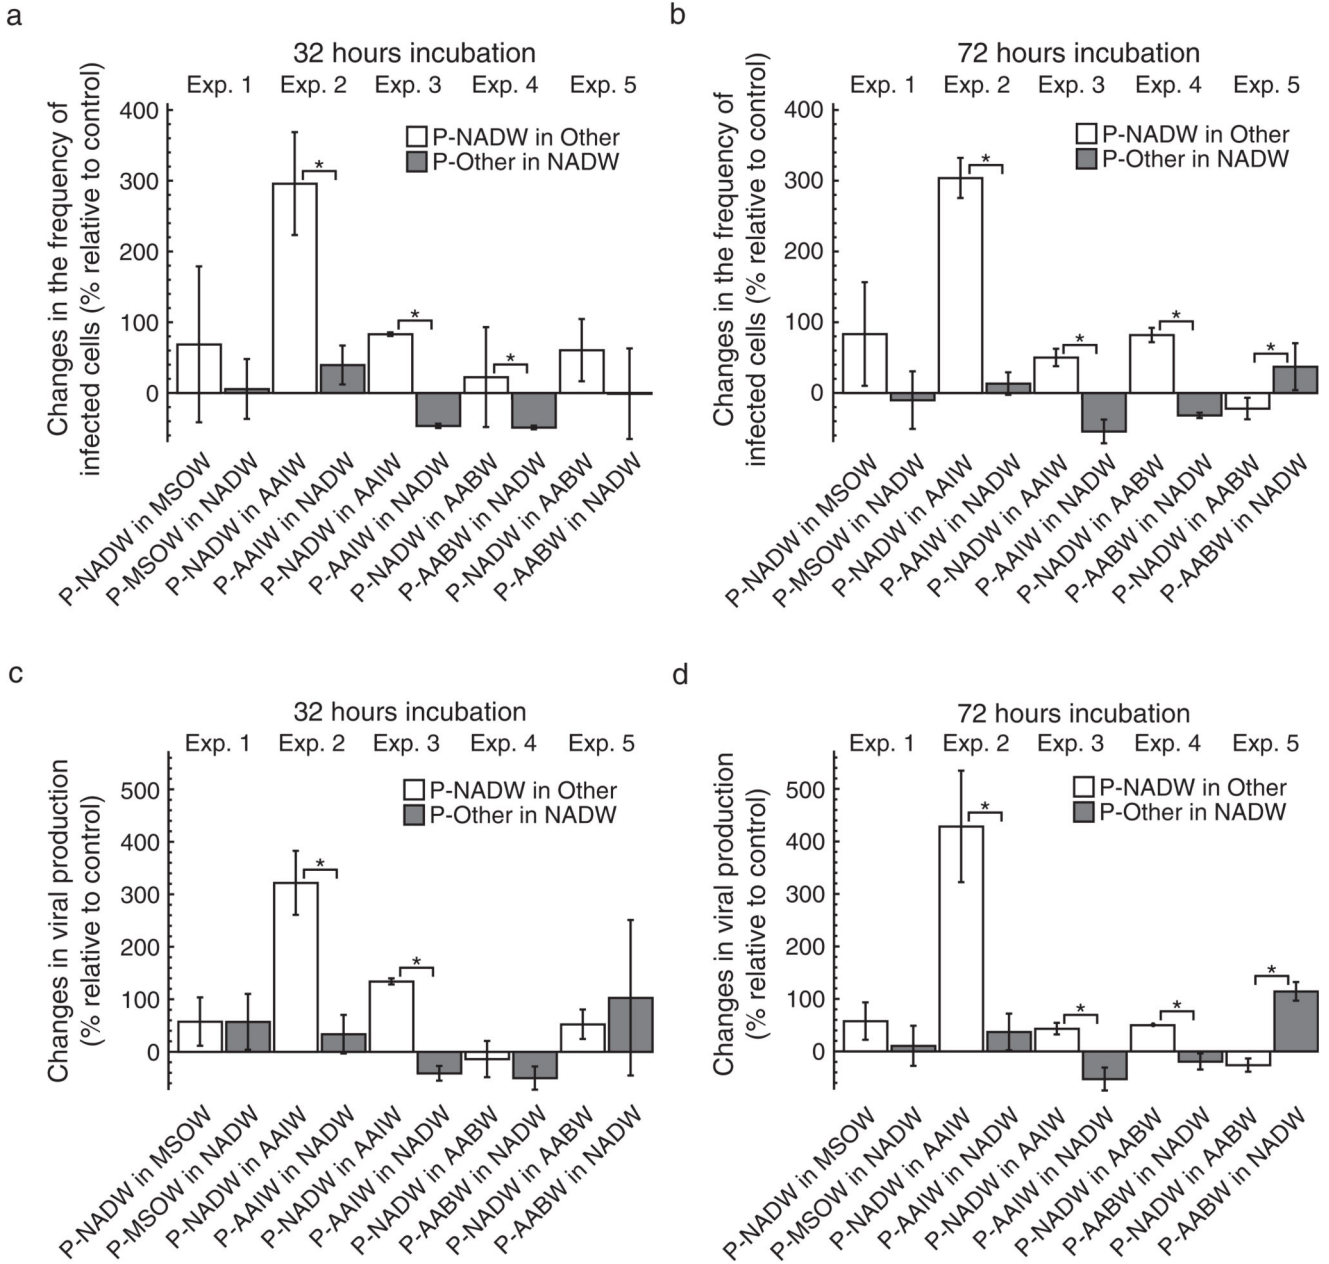 a
32 hours incubation
Exp. 1 Exp. 2 Exp. 3 Exp. 4 Exp. 5
Changes in the frequency of
infected cells (% relative to control)
400
300
200
100
0
P-NADW in Other
P-Other in NADW
* * *
P-NADW in MSOW
P-MSOW in NADW
P-NADW in AAIW
P-AAIW in NADW
P-NADW in AAIW
P-AAIW in NADW
P-NADW in AABW
P-AABW in NADW
P-NADW in AABW
P-AABW in NADW
b
72 hours incubation
Exp. 1 Exp. 2 Exp. 3 Exp. 4 Exp. 5
Changes in the frequency of
infected cells (% relative to control)
400
300
200
100
0
P-NADW in Other
P-Other in NADW
* * * *
P-NADW in MSOW
P-MSOW in NADW
P-NADW in AAIW
P-AAIW in NADW
P-NADW in AAIW
P-AAIW in NADW
P-NADW in AABW
P-AABW in NADW
P-NADW in AABW
P-AABW in NADW
c
32 hours incubation
Exp. 1 Exp. 2 Exp. 3 Exp. 4 Exp. 5
Changes in viral production
(% relative to control)
500
400
300
200
100
0
P-NADW in Other
P-Other in NADW
* *
P-NADW in MSOW
P-MSOW in NADW
P-NADW in AAIW
P-AAIW in NADW
P-NADW in AAIW
P-AAIW in NADW
P-NADW in AABW
P-AABW in NADW
P-NADW in AABW
P-AABW in NADW
d
72 hours incubation
Exp. 1 Exp. 2 Exp. 3 Exp. 4 Exp. 5
Changes in viral production
(% relative to control)
500
400
300
200
100
0
P-NADW in Other
P-Other in NADW
* * * *
P-NADW in MSOW
P-MSOW in NADW
P-NADW in AAIW
P-AAIW in NADW
P-NADW in AAIW
P-AAIW in NADW
P-NADW in AABW
P-AABW in NADW
P-NADW in AABW
P-AABW in NADW